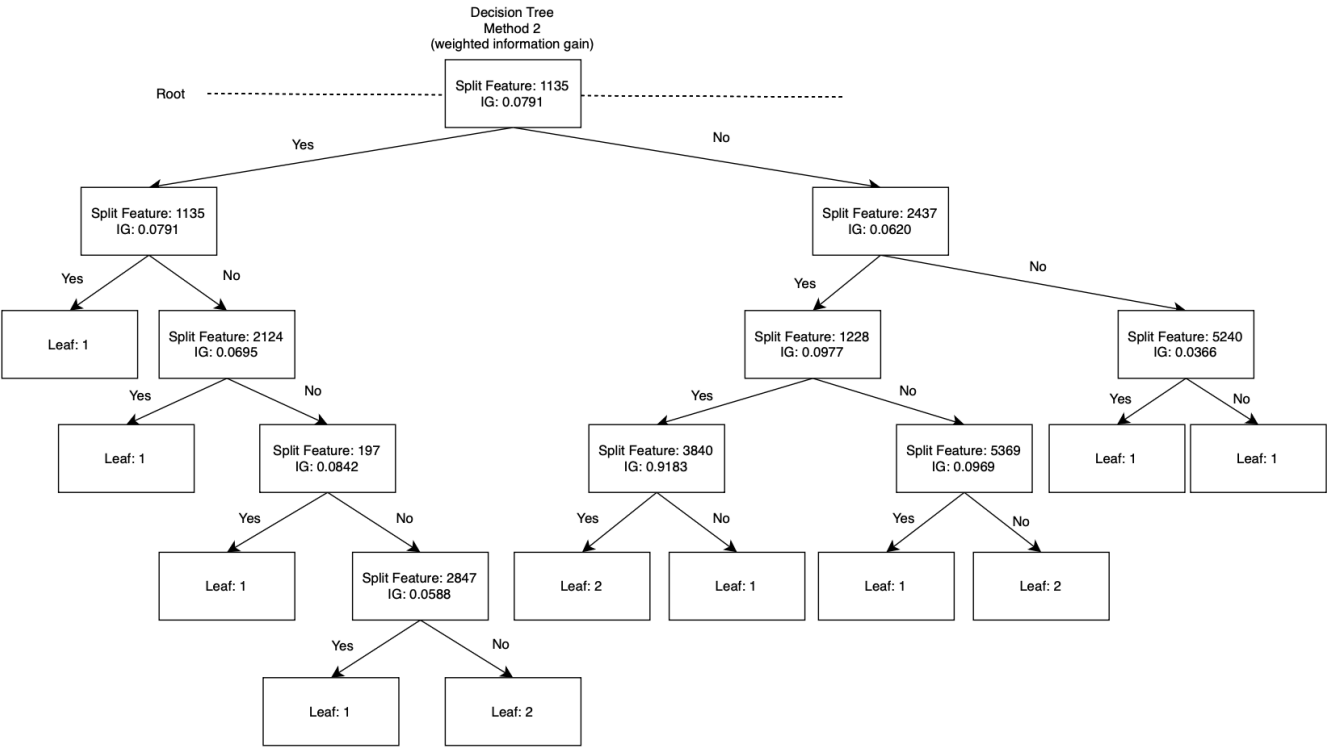 Decision Tree
Method 2
(weighted information gain)
Root
Split Feature: 1135
IG: 0.0791
Yes
No
Split Feature: 1135
IG: 0.0791
Split Feature: 2437
IG: 0.0620
Yes
No
Yes
No
Leaf: 1
Split Feature: 2124
IG: 0.0695
Split Feature: 1228
IG: 0.0977
Split Feature: 5240
IG: 0.0366
Yes
No
Yes
No
Yes
No
Leaf: 1
Split Feature: 197
IG: 0.0842
Split Feature: 3840
IG: 0.9183
Split Feature: 5369
IG: 0.0969
Leaf: 1
Leaf: 1
Yes
No
Yes
No
Yes
No
Leaf: 1
Split Feature: 2847
IG: 0.0588
Leaf: 2
Leaf: 1
Leaf: 1
Leaf: 2
Yes
No
Leaf: 1
Leaf: 2